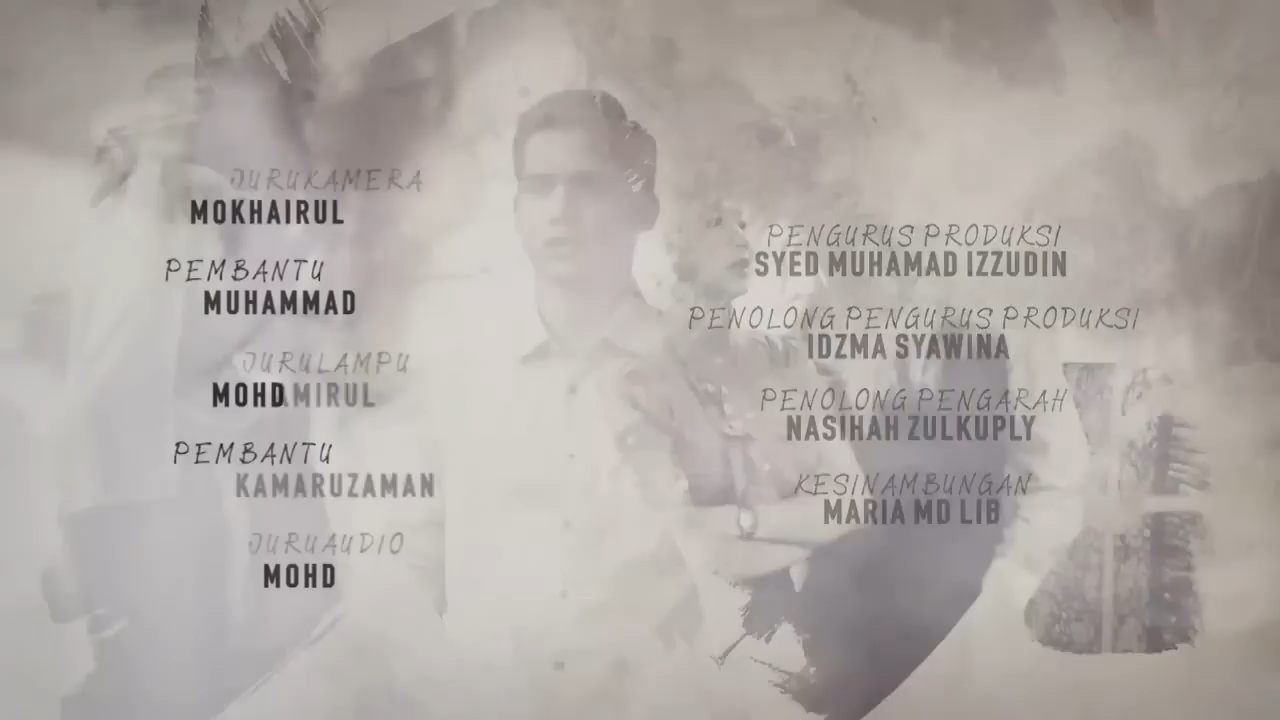 JURUKAMERA
MOKHAIRUL
PEMBANTU
MUHAMMAD
JURULAMPU
MOHD AMIRUL
PEMBANTU
KAMARUZAMAN
JURUAUDIO
MOHD
PENGURUS PRODUKSI
SYED MUHAMAD IZZUDIN
PENOLONG PENGURUS PRODUKSI
IDZMA SYAWINA
PENOLONG PENGARAH
NASIHAH ZULKUPLY
KESINAMBUNGAN
MARIA MD LIB